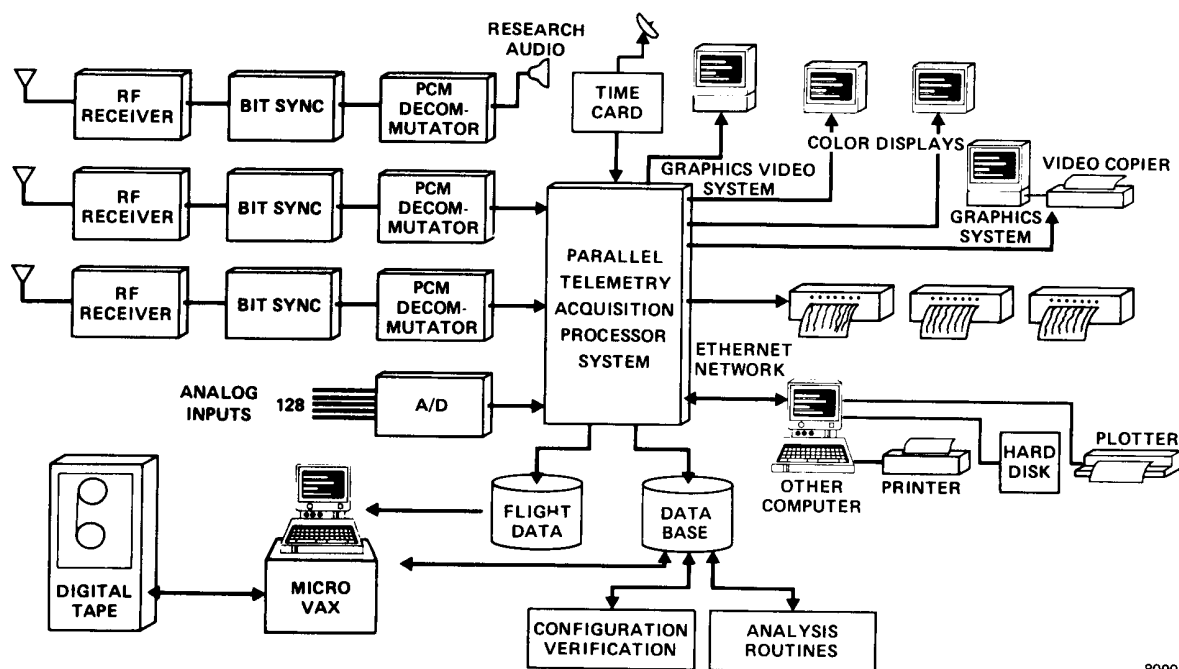 RESEARCH
AUDIO
RF
RECEIVER
BIT SYNC
PCM
DECOM-
MUTATOR
TIME
CARD
COLOR DISPLAYS
GRAPHICS VIDEO
SYSTEM
VIDEO COPIER
GRAPHICS
SYSTEM
RF
RECEIVER
BIT SYNC
PCM
DECOM-
MUTATOR
RF
RECEIVER
BIT SYNC
PCM
DECOM-
MUTATOR
PARALLEL
TELEMETRY
ACQUISITION
PROCESSOR
SYSTEM
ETHERNET
NETWORK
ANALOG
INPUTS
128
A/D
OTHER
COMPUTER
PRINTER
HARD
DISK
PLOTTER
FLIGHT
DATA
DATA
BASE
DIGITAL
TAPE
MICRO
VAX
CONFIGURATION
VERIFICATION
ANALYSIS
ROUTINES